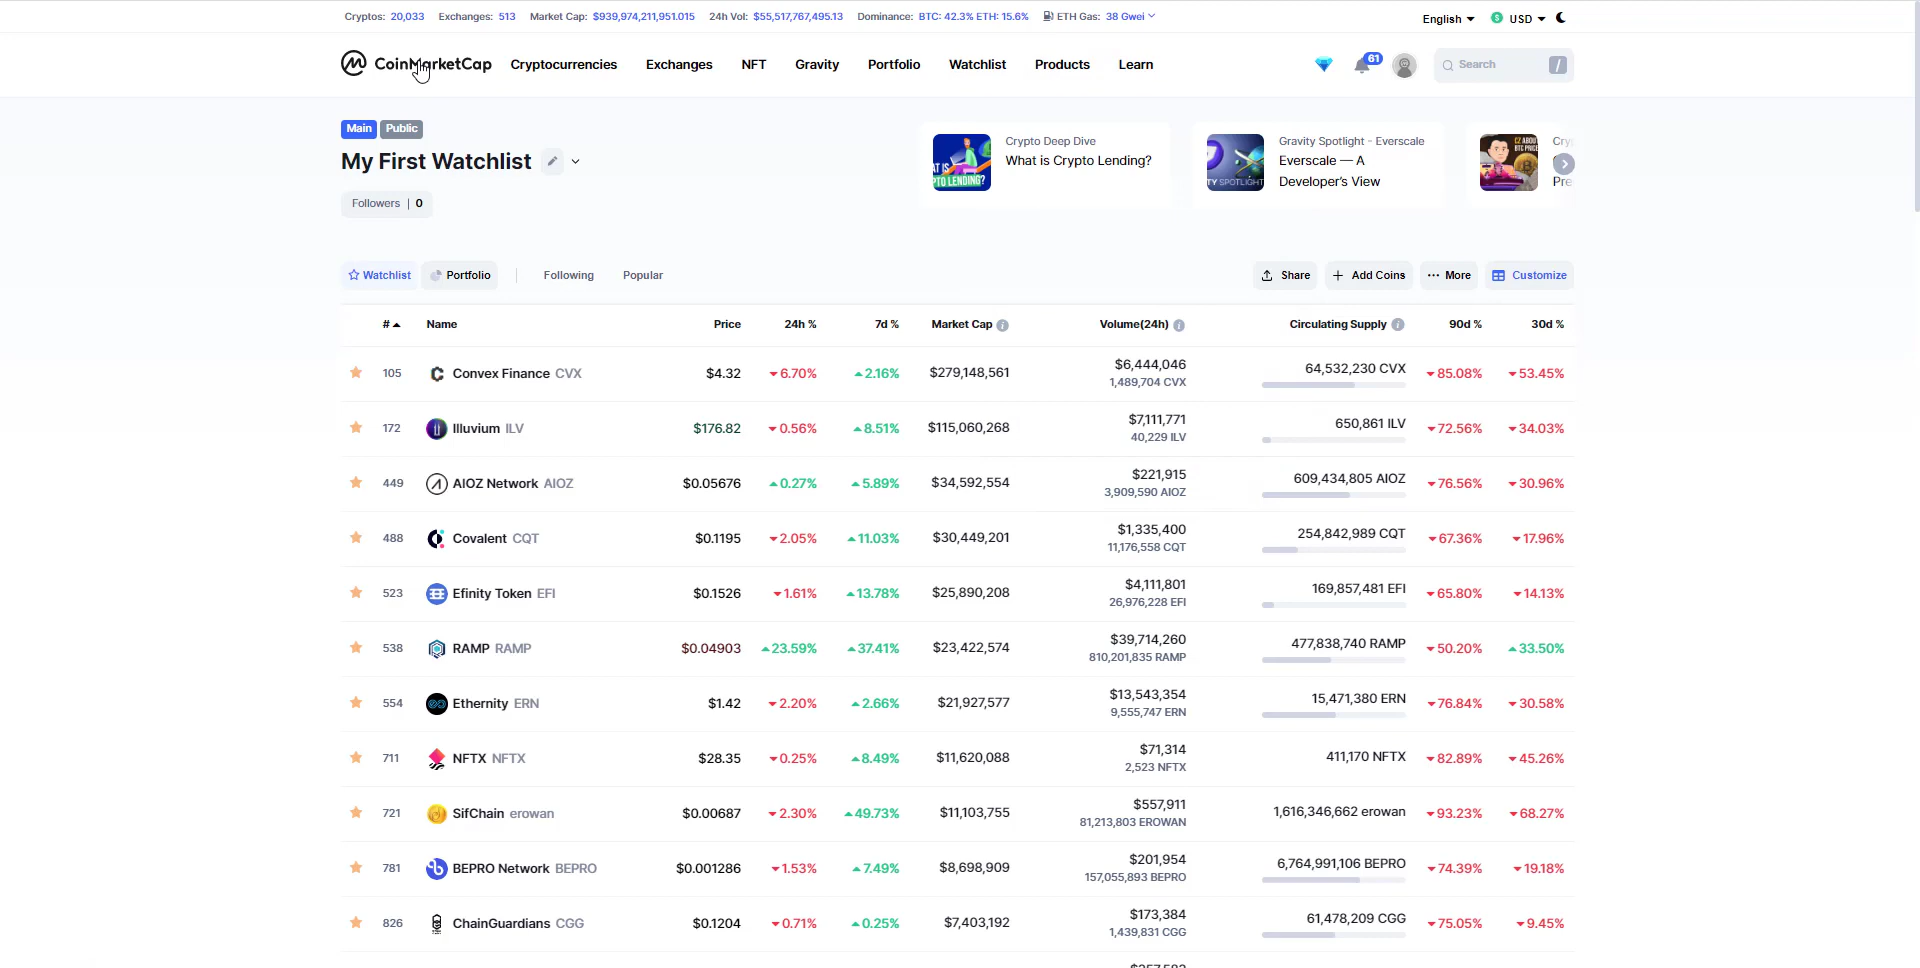 Cryptos: 20,033 Exchanges: 513 Market Cap: $939,974,211,951.015 24h Vol: $55,517,767,495.13 Dominance: BTC: 42.3% ETH: 15.6% ETH Gas: 38 Gwei
English $ USD
CoinMarketCap Cryptocurrencies Exchanges NFT Gravity Portfolio Watchlist Products Learn 61 Search /
Main Public
My First Watchlist
Followers | 0
Crypto Deep Dive
What is Crypto Lending?
Gravity Spotlight - Everscale
Everscale — A
Developer's View
Watchlist Portfolio Following Popular Share + Add Coins ··· More Customize
# Name Price 24h % 7d % Market Cap Volume(24h) Circulating Supply 90d % 30d %
105 Convex Finance CVX $4.32 6.70% 2.16% $279,148,561 $6,444,046 64,532,230 CVX 85.08% 53.45%
1,489,704 CVX
172 Illuvium ILV $176.82 0.56% 8.51% $115,060,268 $7,111,771 650,861 ILV 72.56% 34.03%
40,229 ILV
449 AIOZ Network AIOZ $0.05676 0.27% 5.89% $34,592,554 $221,915 609,434,805 AIOZ 76.56% 30.96%
3,909,590 AIOZ
488 Covalent CQT $0.1195 2.05% 11.03% $30,449,201 $1,335,400 254,842,989 CQT 67.36% 17.96%
11,176,558 CQT
523 Efinity Token EFI $0.1526 1.61% 13.78% $25,890,208 $4,111,801 169,857,481 EFI 65.80% 14.13%
26,976,228 EFI
538 RAMP RAMP $0.04903 23.59% 37.41% $23,422,574 $39,714,260 477,838,740 RAMP 50.20% 33.50%
810,201,835 RAMP
554 Ethernity ERN $1.42 2.20% 2.66% $21,927,577 $13,543,354 15,471,380 ERN 76.84% 30.58%
9,555,747 ERN
711 NFTX NFTX $28.35 0.25% 8.49% $11,620,088 $71,314 411,170 NFTX 82.89% 45.26%
2,523 NFTX
721 SifChain erowan $0.00687 2.30% 49.73% $11,103,755 $557,911 1,616,346,662 erowan 93.23% 68.27%
81,213,803 EROWAN
781 BEPRO Network BEPRO $0.001286 1.53% 7.49% $8,698,909 $201,954 6,764,991,106 BEPRO 74.39% 19.18%
157,055,893 BEPRO
826 ChainGuardians CGG $0.1204 0.71% 0.25% $7,403,192 $173,384 61,478,209 CGG 75.05% 9.45%
1,439,831 CGG